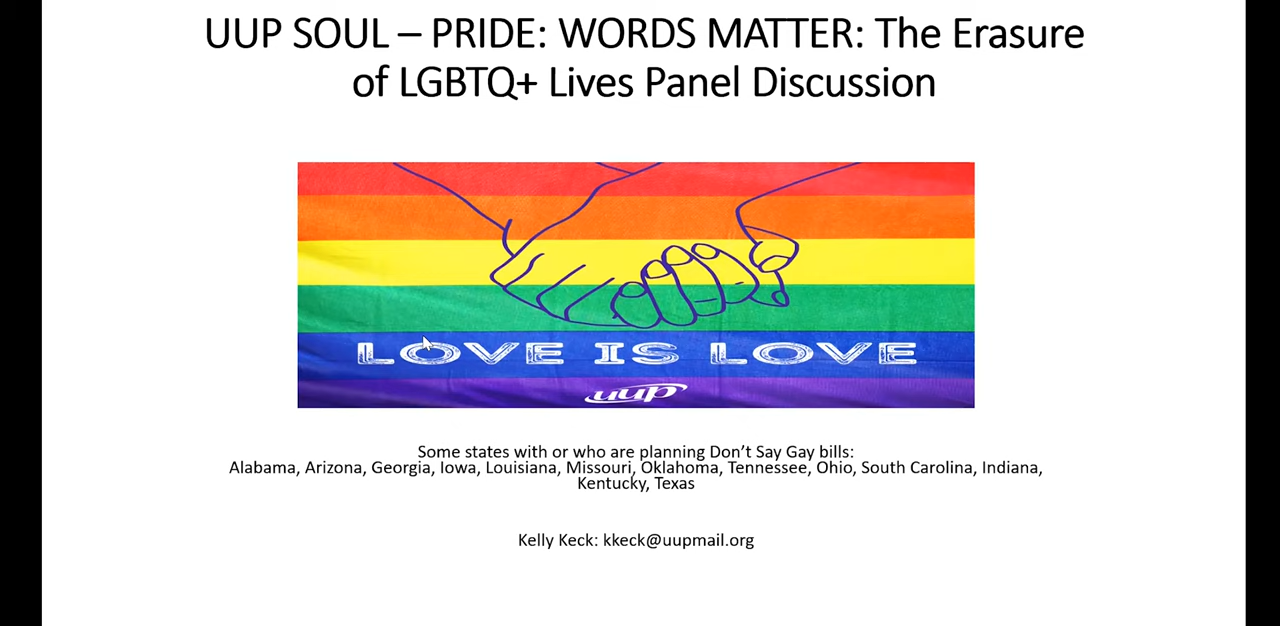 UUP SOUL – PRIDE: WORDS MATTER: The Erasure
of LGBTQ+ Lives Panel Discussion
LOVE IS LOVE
uup
Some states with or who are planning Don’t Say Gay bills:
Alabama, Arizona, Georgia, Iowa, Louisiana, Missouri, Oklahoma, Tennessee, Ohio, South Carolina, Indiana,
Kentucky, Texas
Kelly Keck: kkeck@uupmail.org